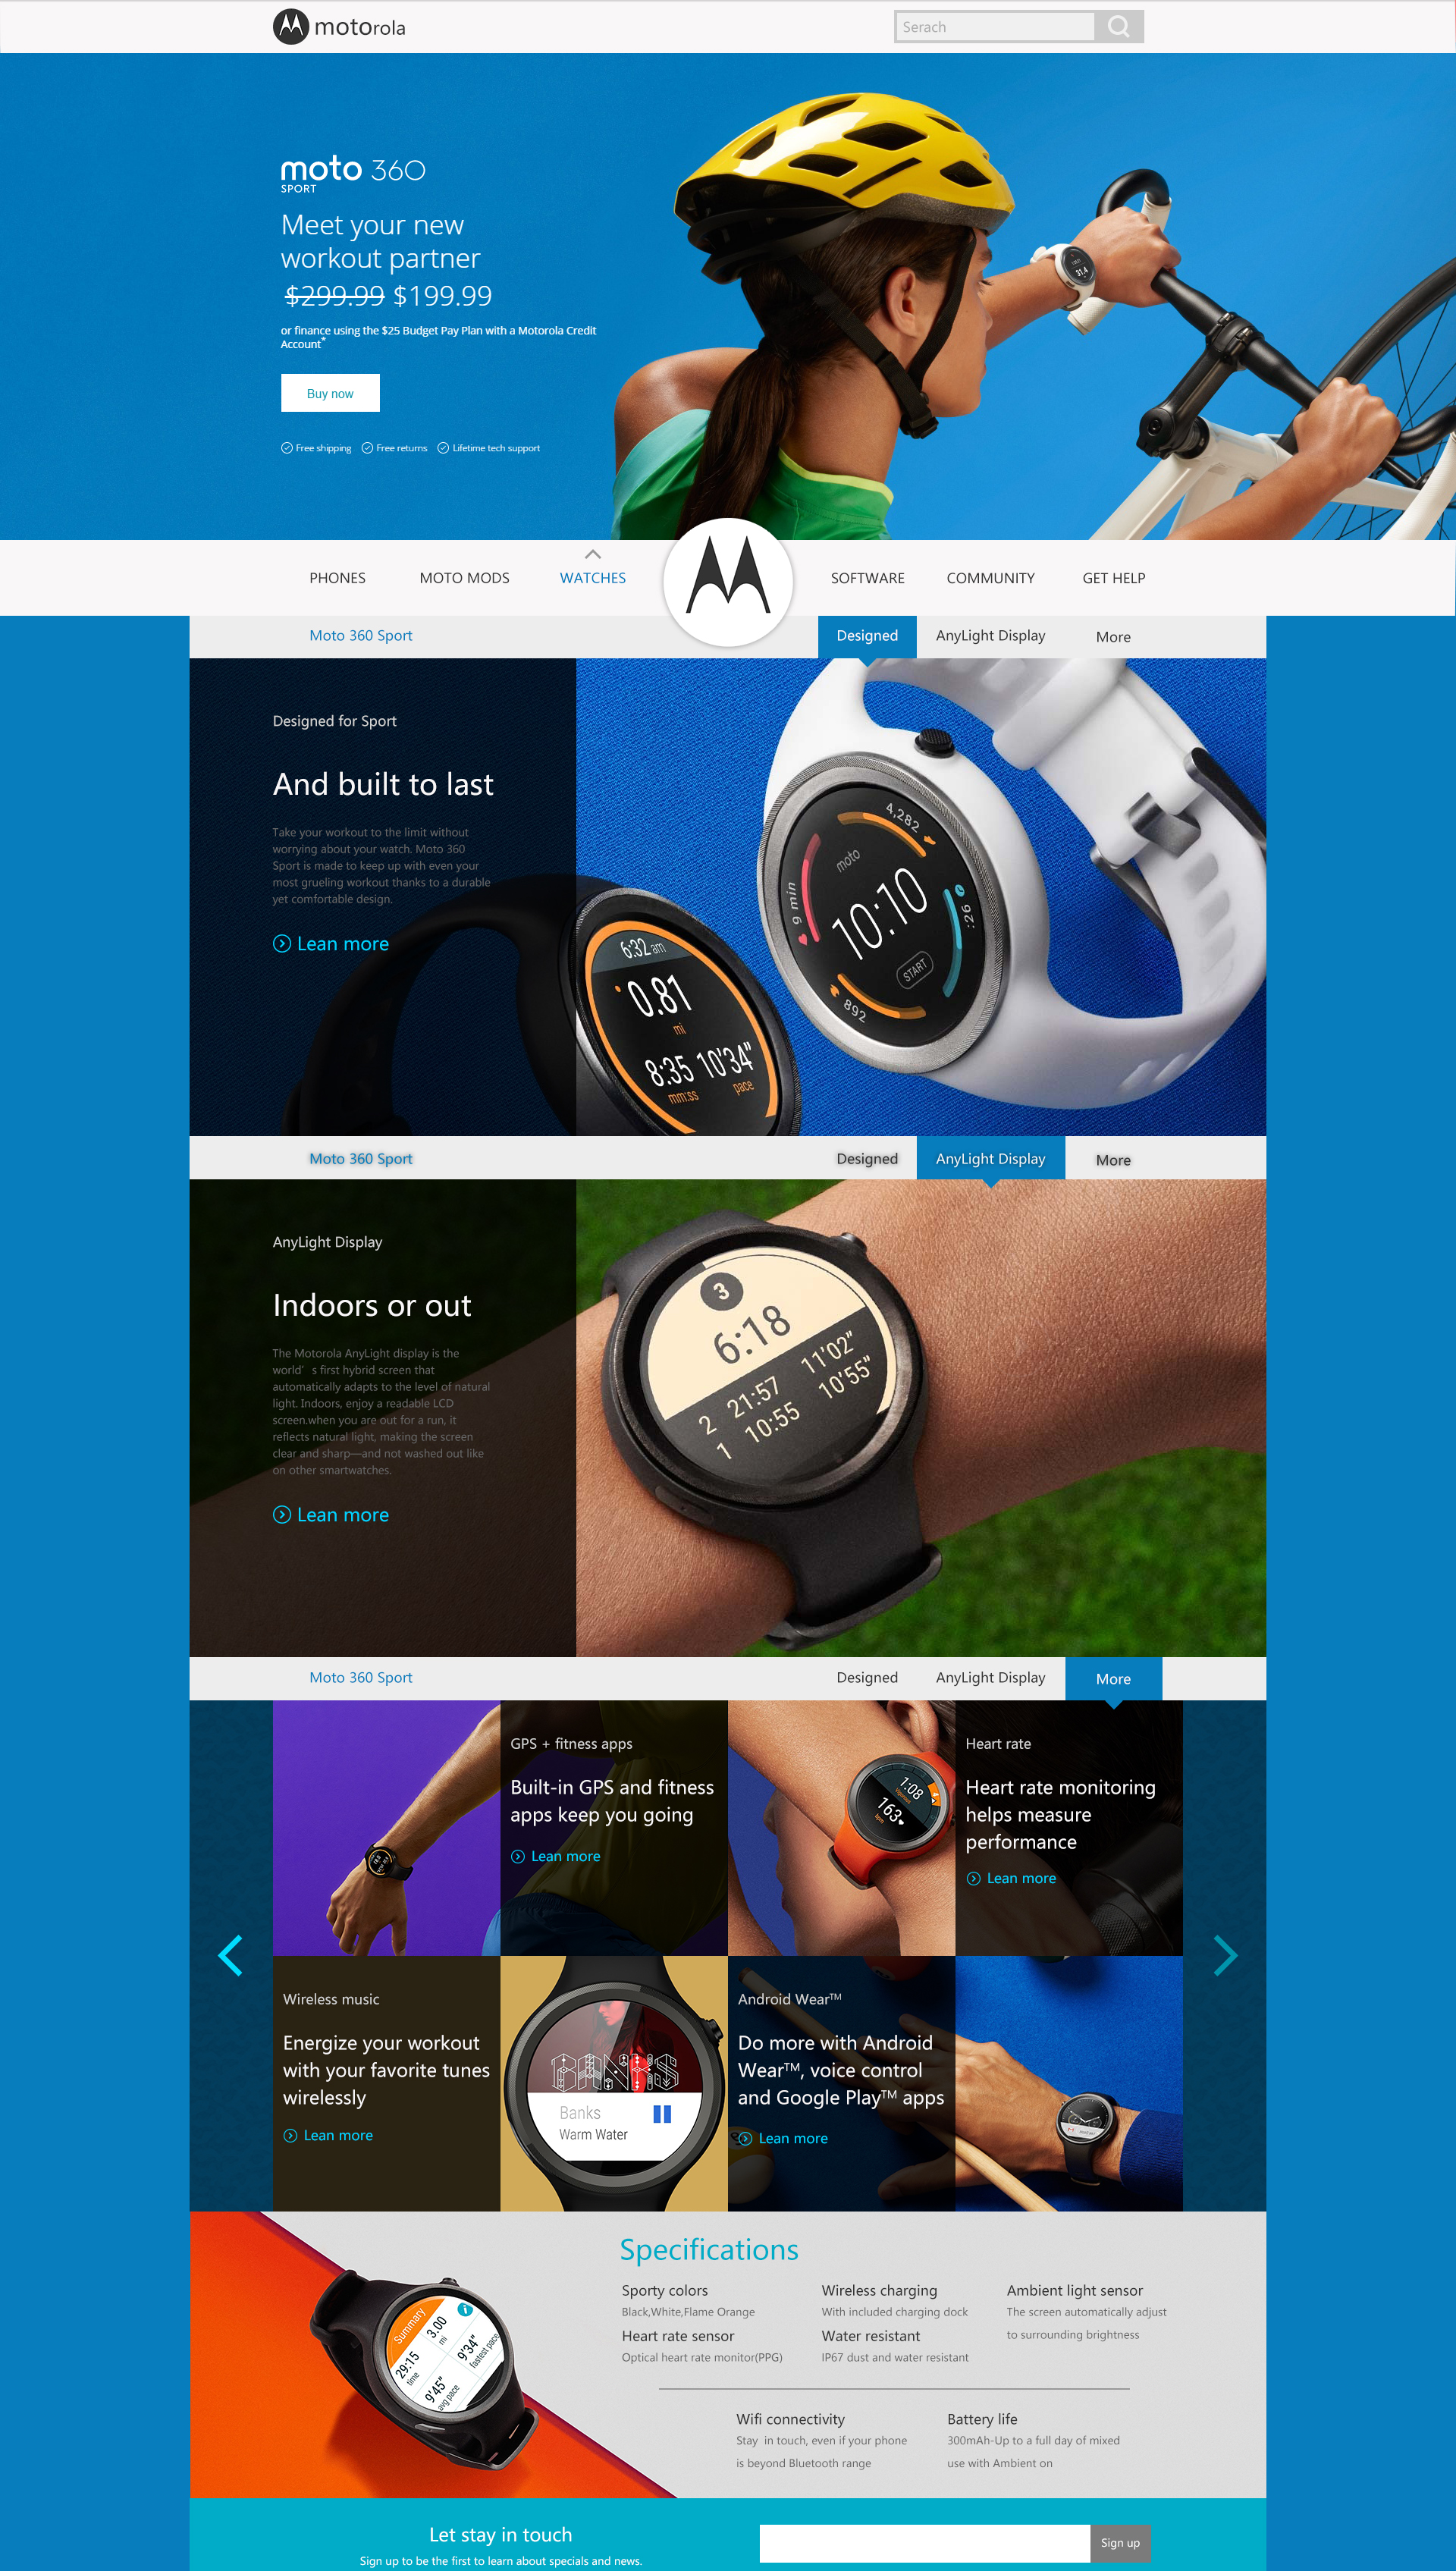 motorola
Serach
moto 360
SPORT
Meet your new
workout partner
$299.99 $199.99
or finance using the $25 Budget Pay Plan with a Motorola Credit
Account*
Buy now
Free shipping Free returns Lifetime tech support
PHONES MOTO MODS WATCHES SOFTWARE COMMUNITY GET HELP
Moto 360 Sport Designed AnyLight Display More
Designed for Sport
And built to last
Take your workout to the limit without
worrying about your watch. Moto 360
Sport is made to keep up with even your
most grueling workout thanks to a durable
yet comfortable design.
Lean more
4,282
moto
9 min
10:10
:26
START
892
6:32 am
0.81
mi
8:35 10'34"
mm:ss pace
Moto 360 Sport Designed AnyLight Display More
AnyLight Display
Indoors or out
The Motorola AnyLight display is the
world' s first hybrid screen that
automatically adapts to the level of natural
light. Indoors, enjoy a readable LCD
screen.when you are out for a run, it
reflects natural light, making the screen
clear and sharp—and not washed out like
on other smartwatches.
Lean more
3
6:18
2 21:57 11'02"
1 10:55 10'55"
Moto 360 Sport Designed AnyLight Display More
GPS + fitness apps
Built-in GPS and fitness
apps keep you going
Lean more
1:08
163
bpm
Heart rate
Heart rate monitoring
helps measure
performance
Lean more
Wireless music
Energize your workout
with your favorite tunes
wirelessly
Lean more
BANKS
Banks
Warm Water
Android Wear™
Do more with Android
Wear™, voice control
and Google Play™ apps
Lean more
Summary
3.00
mi
29:15
time
9'34"
fastest pace
9'45"
avg pace
Specifications
Sporty colors
Black,White,Flame Orange
Heart rate sensor
Optical heart rate monitor(PPG)
Wireless charging
With included charging dock
Water resistant
IP67 dust and water resistant
Ambient light sensor
The screen automatically adjust
to surrounding brightness
Wifi connectivity
Stay in touch, even if your phone
is beyond Bluetooth range
Battery life
300mAh-Up to a full day of mixed
use with Ambient on
Let stay in touch
Sign up to be the first to learn about specials and news.
Sign up